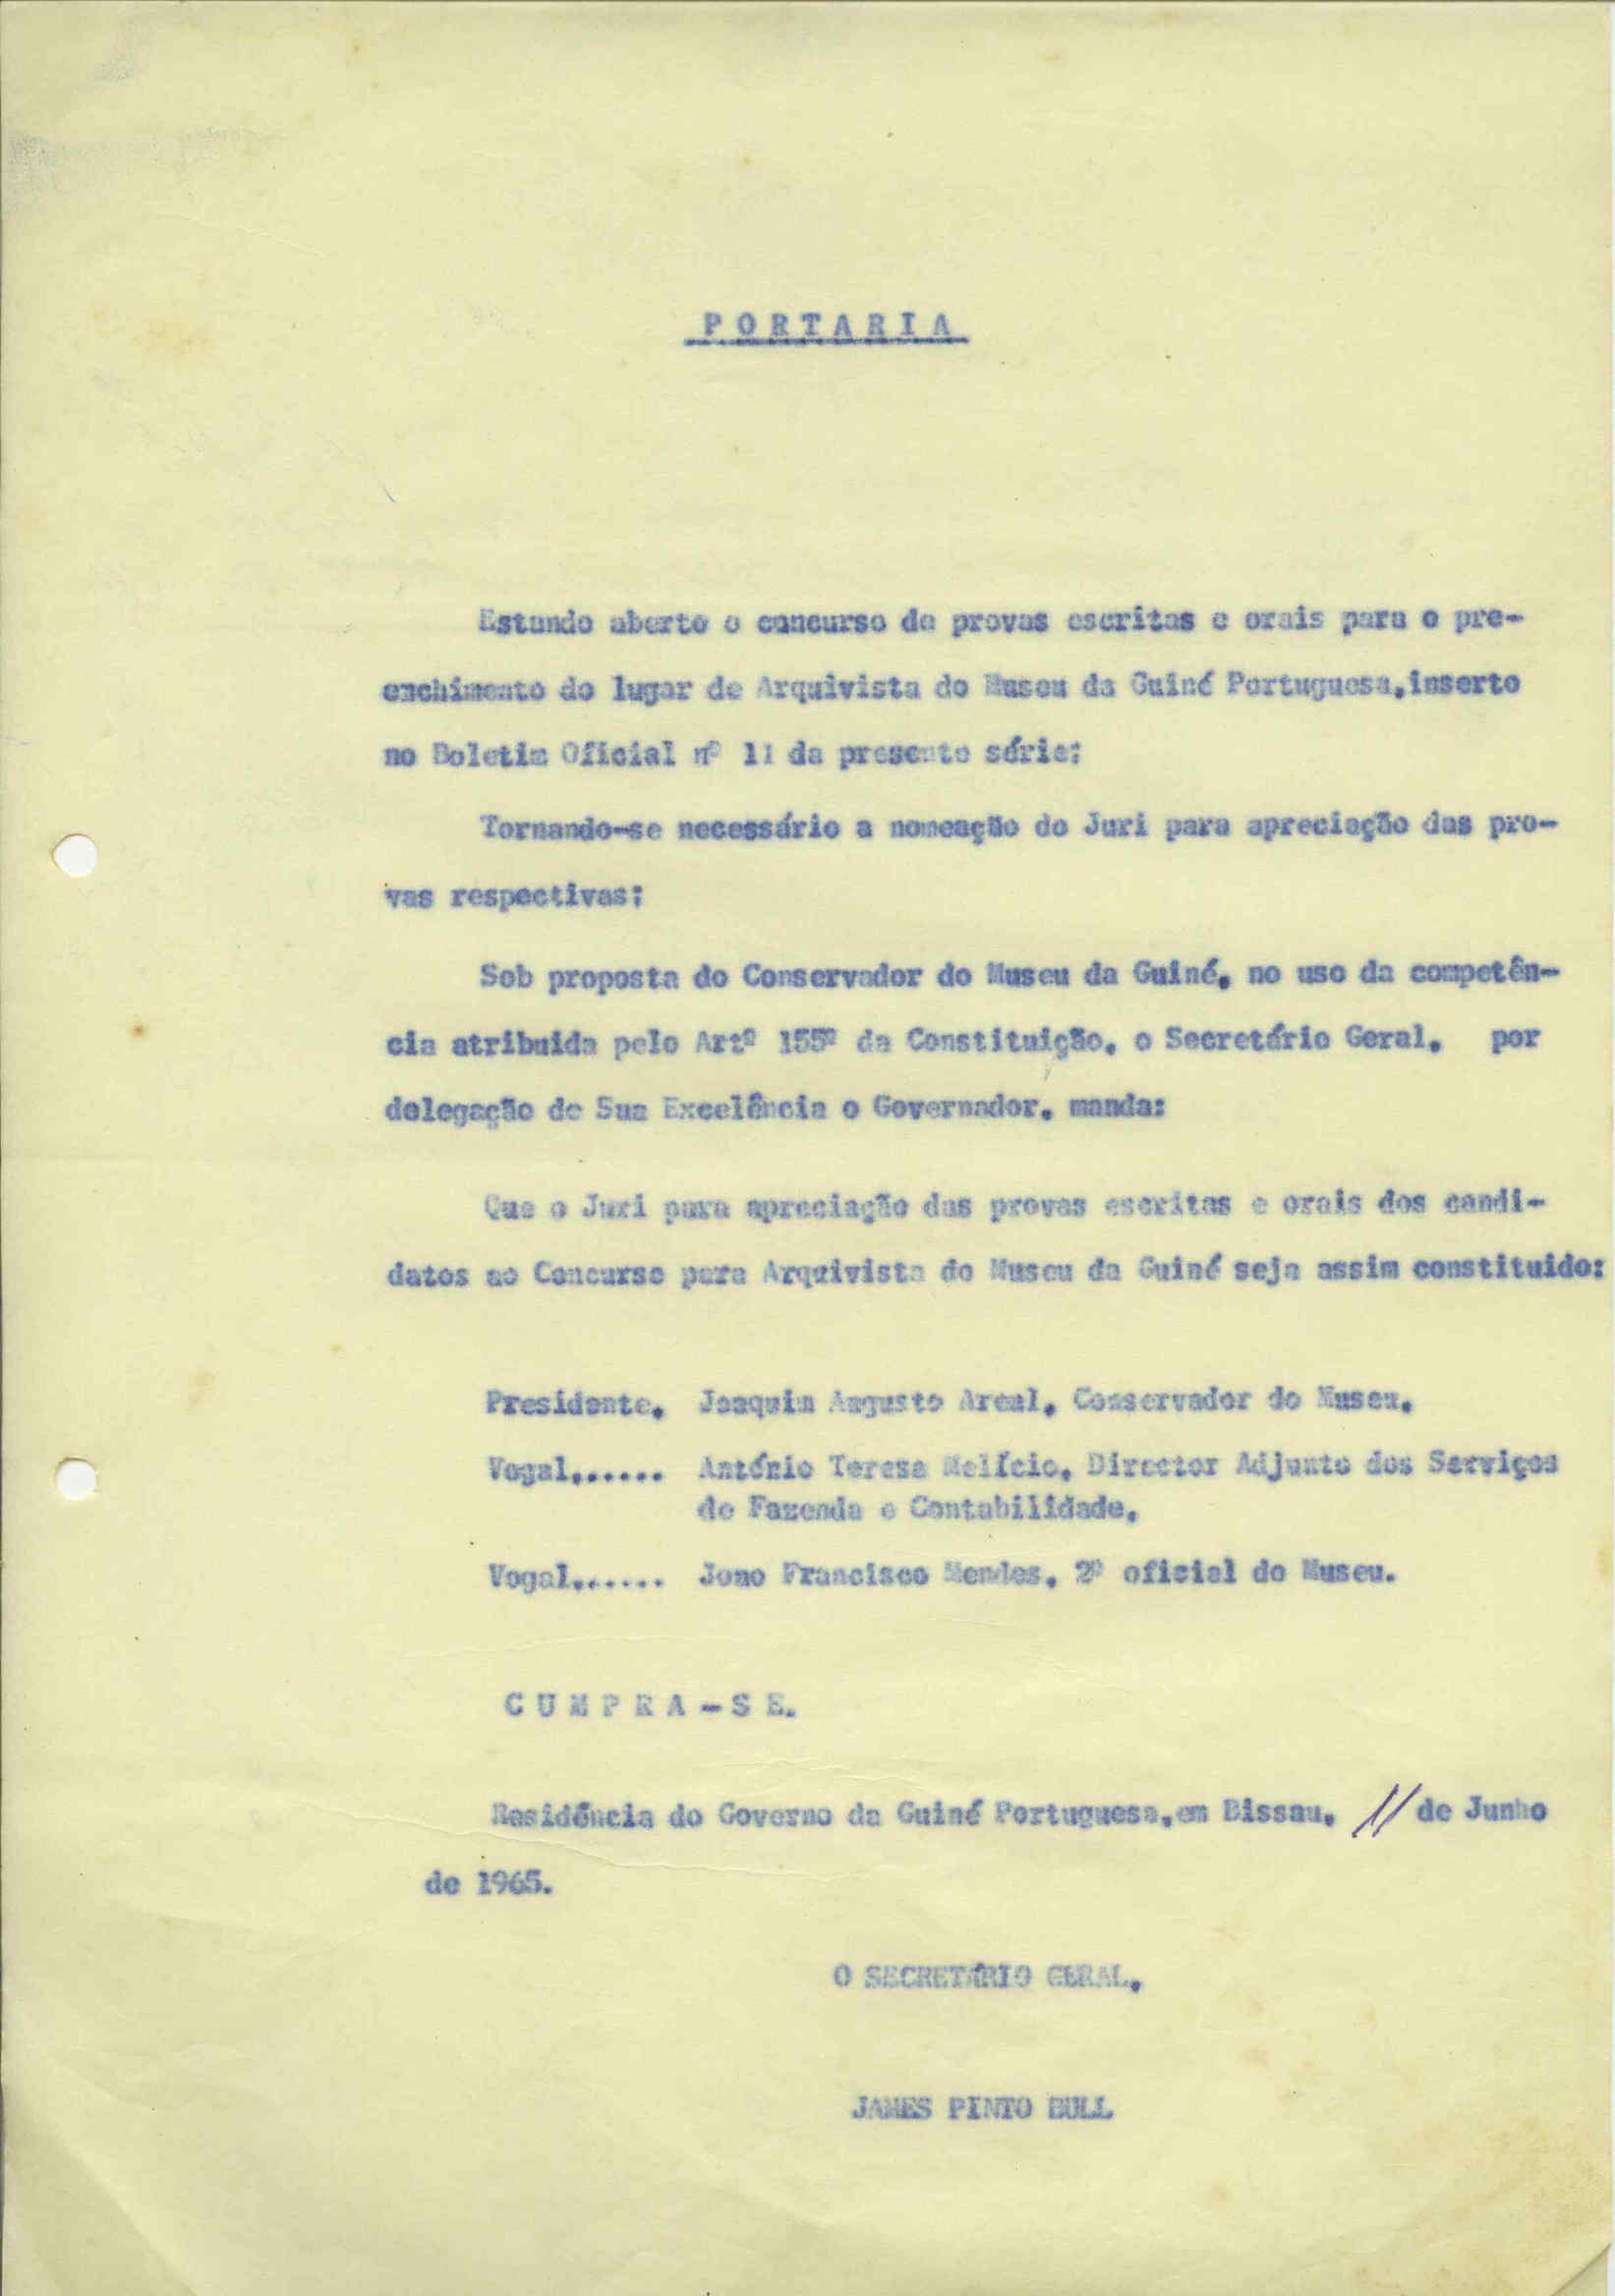 PORTARIA
Estando aberto o concurso de provas escritas e orais para o pre-
enchimento do lugar de Arquivista do Museu da Guiné Portuguesa,inserto
no Boletim Oficial nº 11 da presente série;
Tornando-se necessário a nomeação do Juri para apreciação das pro-
vas respectivas;
Sob proposta do Conservador do Museu da Guiné, no uso da competên-
cia atribuida pelo Artº 155º da Constituição, o Secretário Geral, por
delegação de Sua Excelência o Governador, manda:
Que o Juri para apreciação das provas escritas e orais dos candi-
datos ao Concurso para Arquivista do Museu da Guiné seja assim constituido:
Presidente, Joaquim Augusto Areal, Conservador do Museu,
Vogal,...... António Teresa Melício, Director Adjunto dos Serviços
de Fazenda e Contabilidade,
Vogal,...... João Francisco Mendes, 2º oficial do Museu.
CUMPRA-SE.
Residência do Governo da Guiné Portuguesa,em Bissau, 11 de Junho
de 1965.
O SECRETÁRIO GERAL,
JAMES PINTO BULL